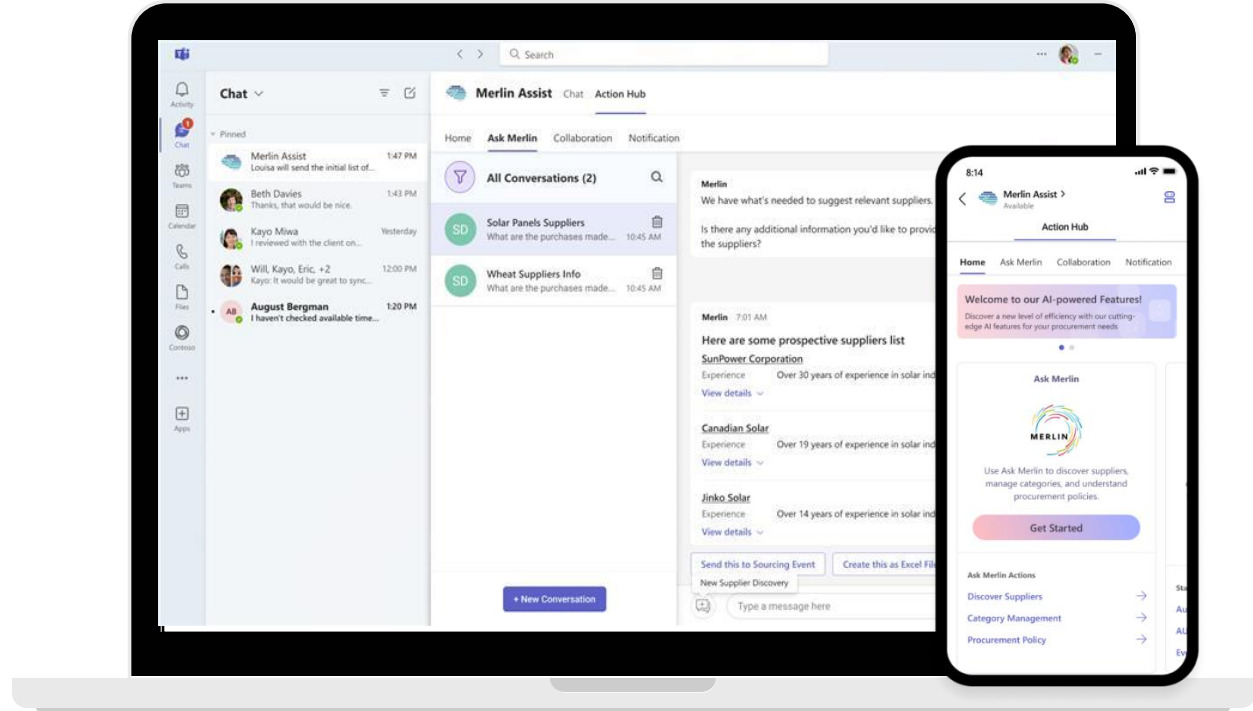 Search
Activity
Chat
Teams
Calendar
Calls
Files
Contoso
Apps
1
Chat
Pinned
Merlin Assist 1:47 PM
Louisa will send the initial list of...
Beth Davies 1:43 PM
Thanks, that would be nice.
Kayo Miwa Yesterday
I reviewed with the client on...
Will, Kayo, Eric, +2 12:00 PM
Kayo: It would be great to sync...
AB
August Bergman 1:20 PM
I haven't checked available time...
Merlin Assist Chat Action Hub
Home Ask Merlin Collaboration Notification
All Conversations (2)
SD
Solar Panels Suppliers
What are the purchases made... 10:45 AM
SD
Wheat Suppliers Info
What are the purchases made... 10:45 AM
+ New Conversation
Merlin
We have what's needed to suggest relevant suppliers.
Is there any additional information you'd like to provid
the suppliers?
Merlin 7:01 AM
Here are some prospective suppliers list
SunPower Corporation
Experience Over 30 years of experience in solar ind
View details
Canadian Solar
Experience Over 19 years of experience in solar ind
View details
Jinko Solar
Experience Over 14 years of experience in solar ind
View details
Send this to Sourcing Event Create this as Excel File
New Supplier Discovery
Type a message here
8:14
Merlin Assist
Available
Action Hub
Home Ask Merlin Collaboration Notification
Welcome to our AI-powered Features!
Discover a new level of efficiency with our cutting-
edge AI features for your procurement needs
Ask Merlin
MERLIN
Use Ask Merlin to discover suppliers,
manage categories, and understand
procurement policies.
Get Started
Ask Merlin Actions
Discover Suppliers
Category Management
Procurement Policy
Sta
Au
AU
Ev